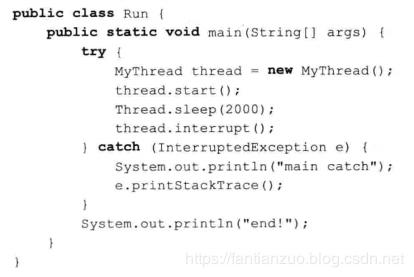 public class Run {
    public static void main(String[] args) {
        try {
            MyThread thread = new MyThread();
            thread.start();
            Thread.sleep(2000);
            thread.interrupt();
        } catch (InterruptedException e) {
            System.out.println("main catch");
            e.printStackTrace();
        }
        System.out.println("end!");
    }
}
https://fantianzuo.blog.csdn.net